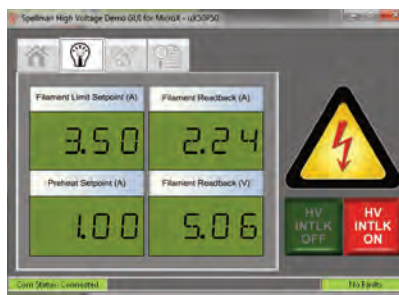 Spellman High Voltage Demo GUI for MicroX - uX50P50
Filament Limit Setpoint (A)
Filament Readback (A)
3.50
2.24
Preheat Setpoint (A)
Filament Readback (V)
1.00
5.06
HV
INTLK
OFF
HV
INTLK
ON
Com Status: Connected
No Faults